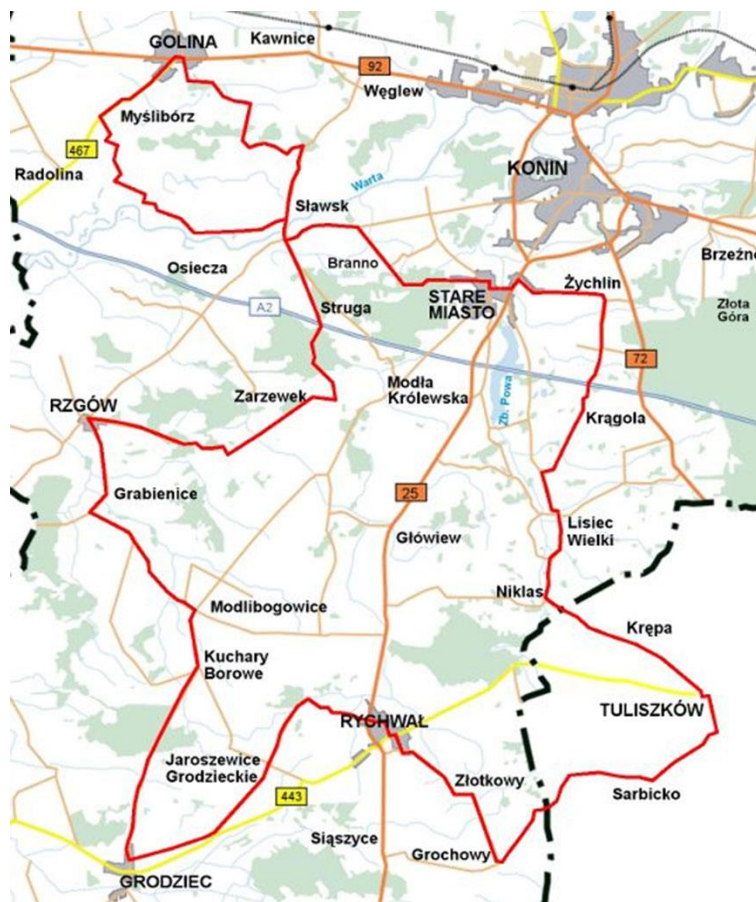 GOLINA
Kawnice
92
Węglew
Myślibórz
467
Radolina
KONIN
Warta
Sławsk
Osiecza
Branno
Brzeźno
STARE
MIASTO
Żychlin
Złota
Góra
A2
Struga
72
Zarzewek
Modła
Królewska
Zb. Powa
RZGÓW
Krągola
Grabienice
25
Lisiec
Wielki
Główiew
Niklas
Modlibogowice
Krępa
Kuchary
Borowe
TULISZKÓW
RYCHWAŁ
Jaroszewice
Grodzieckie
Złotkowy
Sarbicko
443
Siąszyce
Grochowy
GRODZIEC